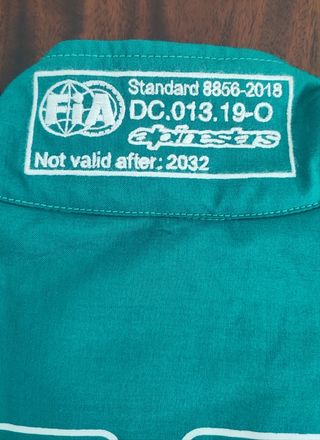 FiA
Standard 8856-2018
DC.013.19-O
alpinestars
Not valid after: 2032